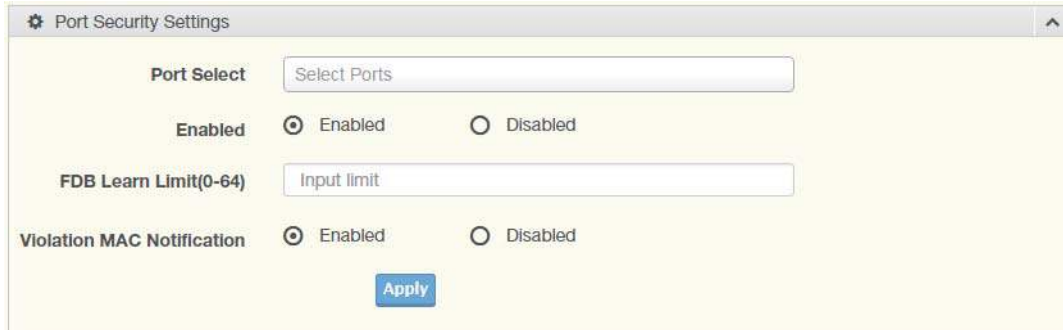 Port Security Settings
Port Select Select Ports
Enabled Enabled Disabled
FDB Learn Limit(0-64) Input limit
Violation MAC Notification Enabled Disabled
Apply